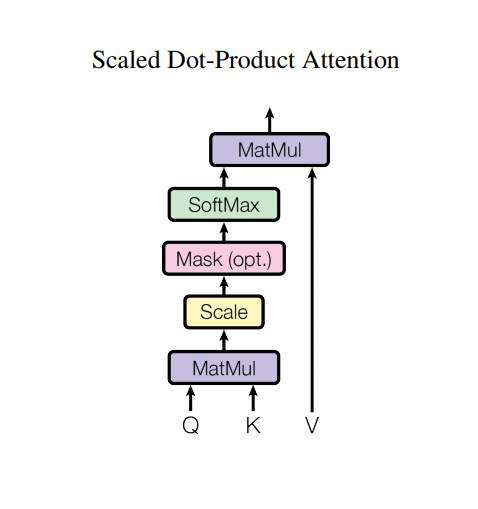 Scaled Dot-Product Attention
MatMul
SoftMax
Mask (opt.)
Scale
MatMul
Q K V